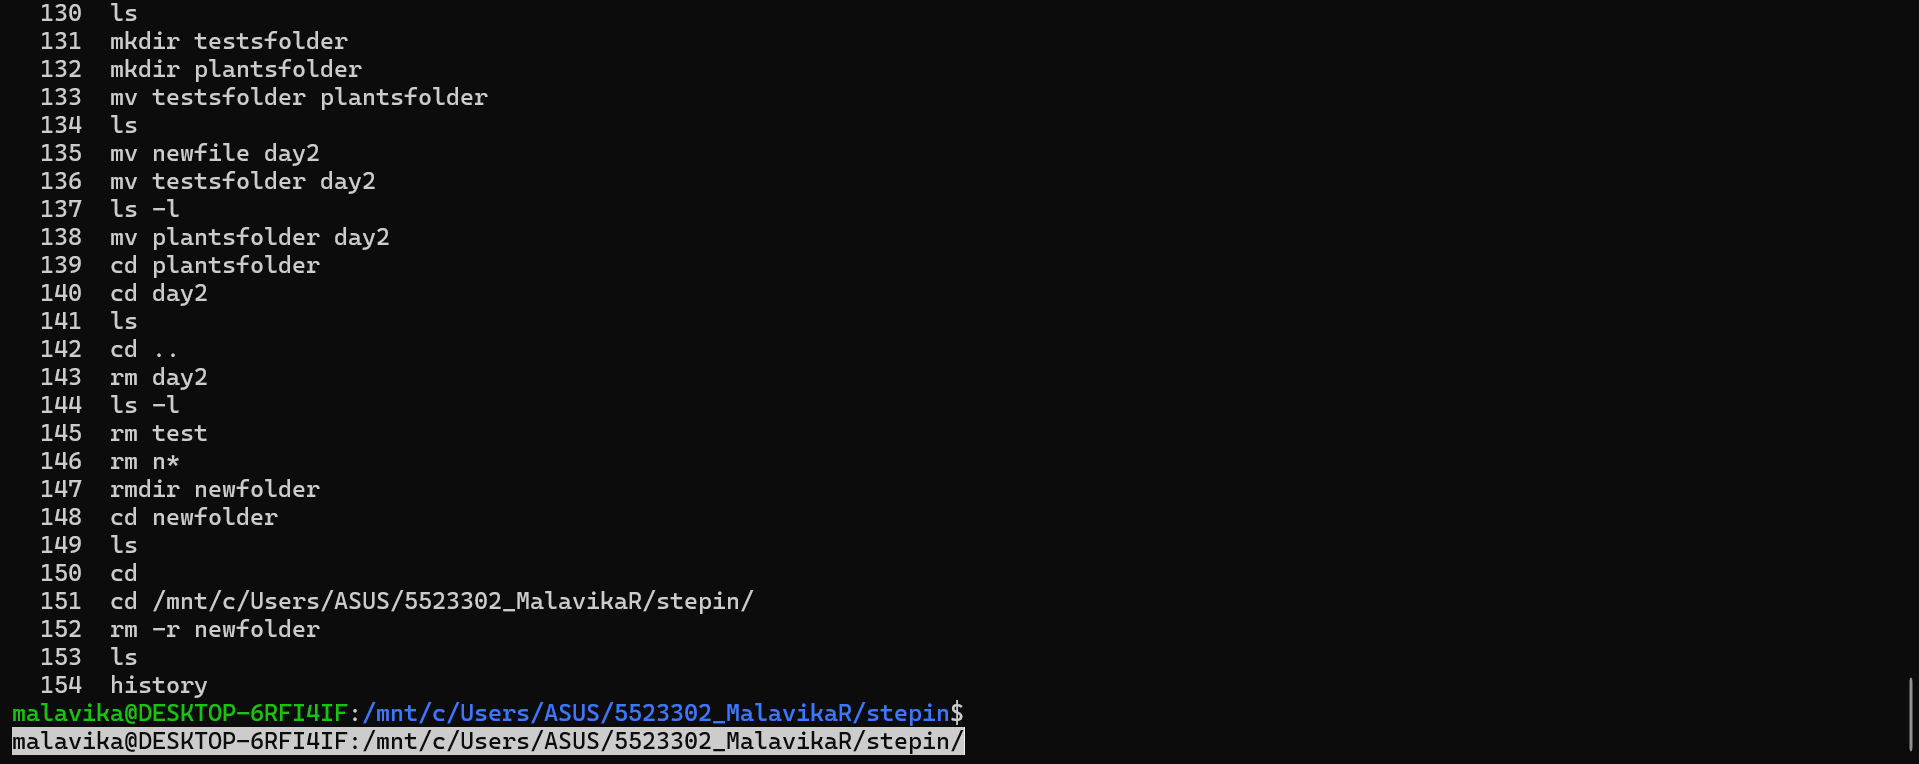 130 ls
131 mkdir testsfolder
132 mkdir plantsfolder
133 mv testsfolder plantsfolder
134 ls
135 mv newfile day2
136 mv testsfolder day2
137 ls -l
138 mv plantsfolder day2
139 cd plantsfolder
140 cd day2
141 ls
142 cd ..
143 rm day2
144 ls -l
145 rm test
146 rm n*
147 rmdir newfolder
148 cd newfolder
149 ls
150 cd
151 cd /mnt/c/Users/ASUS/5523302_MalavikaR/stepin/
152 rm -r newfolder
153 ls
154 history
malavika@DESKTOP-6RFI4IF:/mnt/c/Users/ASUS/5523302_MalavikaR/stepin$
malavika@DESKTOP-6RFI4IF:/mnt/c/Users/ASUS/5523302_MalavikaR/stepin/